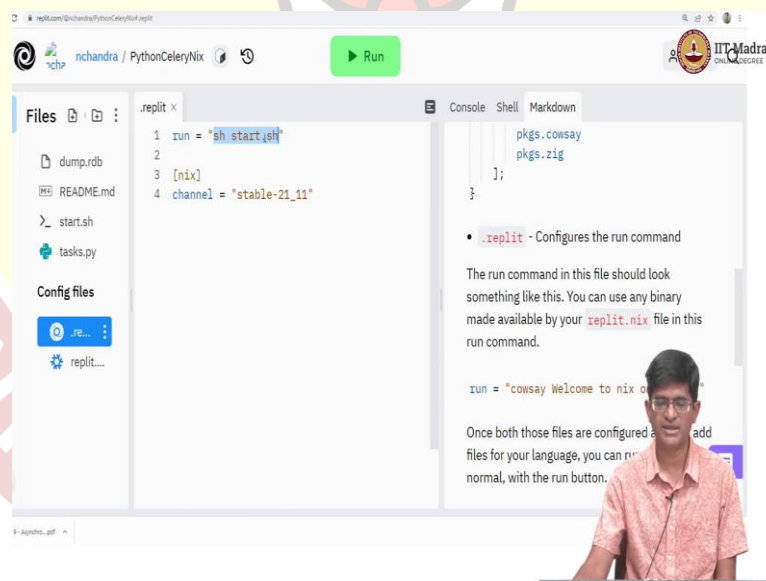 replit.com/@nchandra/PythonCeleryNix#.replit
ncha
nchandra / PythonCeleryNix
Run
IIT Madra
ONLINE DEGREE
Files
.replit ×
Console Shell Markdown
1 run = "sh start.sh"
2
3 [nix]
4 channel = "stable-21_11"
dump.rdb
README.md
start.sh
tasks.py
Config files
.re...
replit....
pkgs.cowsay
pkgs.zig
];
}
• .replit - Configures the run command
The run command in this file should look
something like this. You can use any binary
made available by your replit.nix file in this
run command.
run = "cowsay Welcome to nix o
Once both those files are configured a add
files for your language, you can ru
normal, with the run button.
9 - Asynchro....pdf